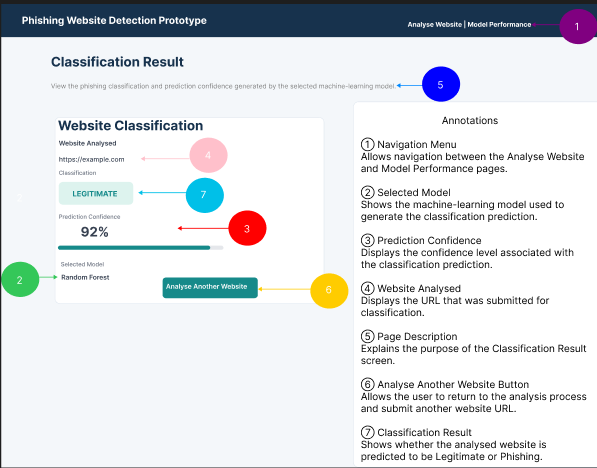 Phishing Website Detection Prototype
Analyse Website | Model Performance
1
Classification Result
View the phishing classification and prediction confidence generated by the selected machine-learning model.
5
Website Classification
Website Analysed
https://example.com
4
Classification
LEGITIMATE
7
Prediction Confidence
92%
3
Selected Model
Random Forest
2
Analyse Another Website
6
Annotations
① Navigation Menu
Allows navigation between the Analyse Website
and Model Performance pages.
② Selected Model
Shows the machine-learning model used to
generate the classification prediction.
③ Prediction Confidence
Displays the confidence level associated with
the classification prediction.
④ Website Analysed
Displays the URL that was submitted for
classification.
⑤ Page Description
Explains the purpose of the Classification Result
screen.
⑥ Analyse Another Website Button
Allows the user to return to the analysis process
and submit another website URL.
⑦ Classification Result
Shows whether the analysed website is
predicted to be Legitimate or Phishing.